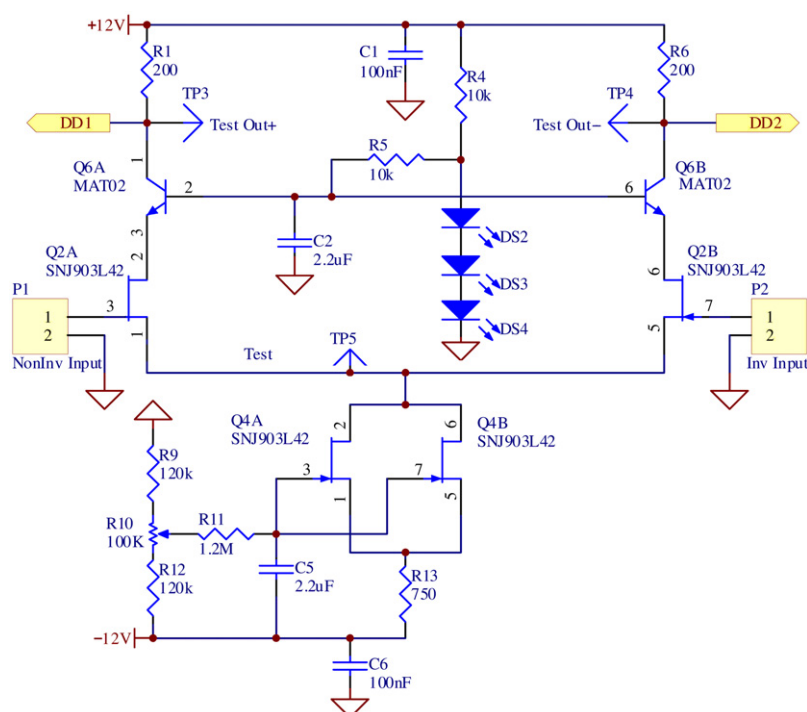 +12V
R1
200
C1
100nF
R4
10k
R6
200
TP3
Test Out+
TP4
Test Out−
DD1
DD2
R5
10k
Q6A
MAT02
1
2
3
Q6B
MAT02
6
C2
2.2uF
DS2
DS3
DS4
Q2A
SNJ903L42
2
3
1
Q2B
SNJ903L42
6
7
5
P1
1
2
NonInv Input
P2
1
2
Inv Input
Test
TP5
Q4A
SNJ903L42
2
3
1
Q4B
SNJ903L42
6
7
5
R9
120k
R10
100K
R11
1.2M
R12
120k
C5
2.2uF
R13
750
−12V
C6
100nF